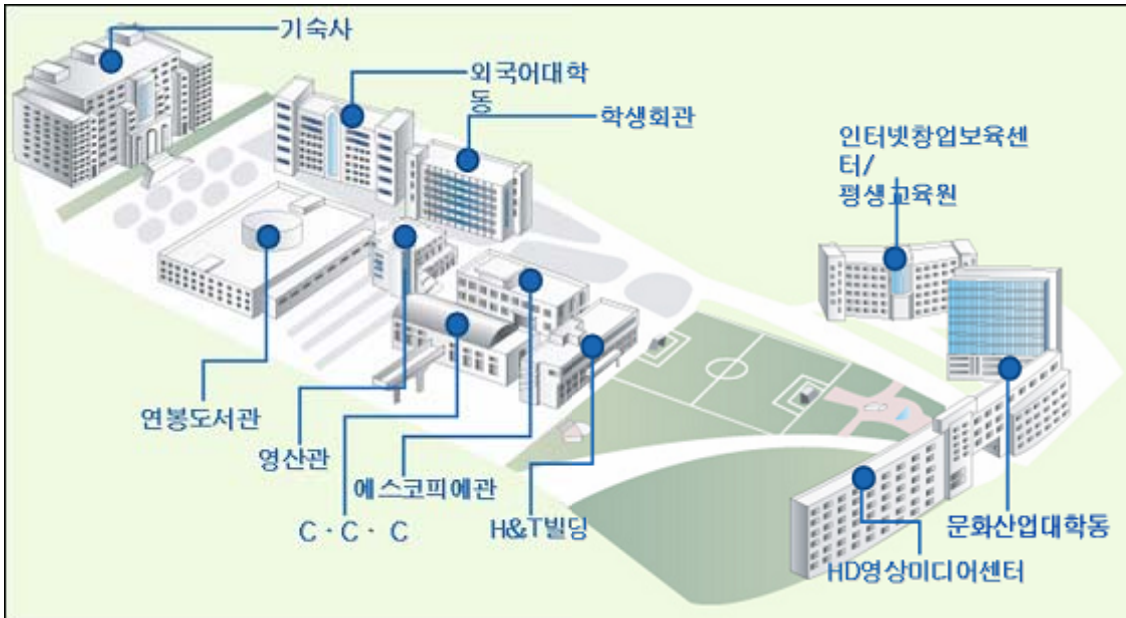 기숙사
외국어대학
동
학생회관
인터넷창업보육센
터/
평생교육원
연봉도서관
영산관
에스코피에관
C · C · C
H&T빌딩
문화산업대학동
HD영상미디어센터